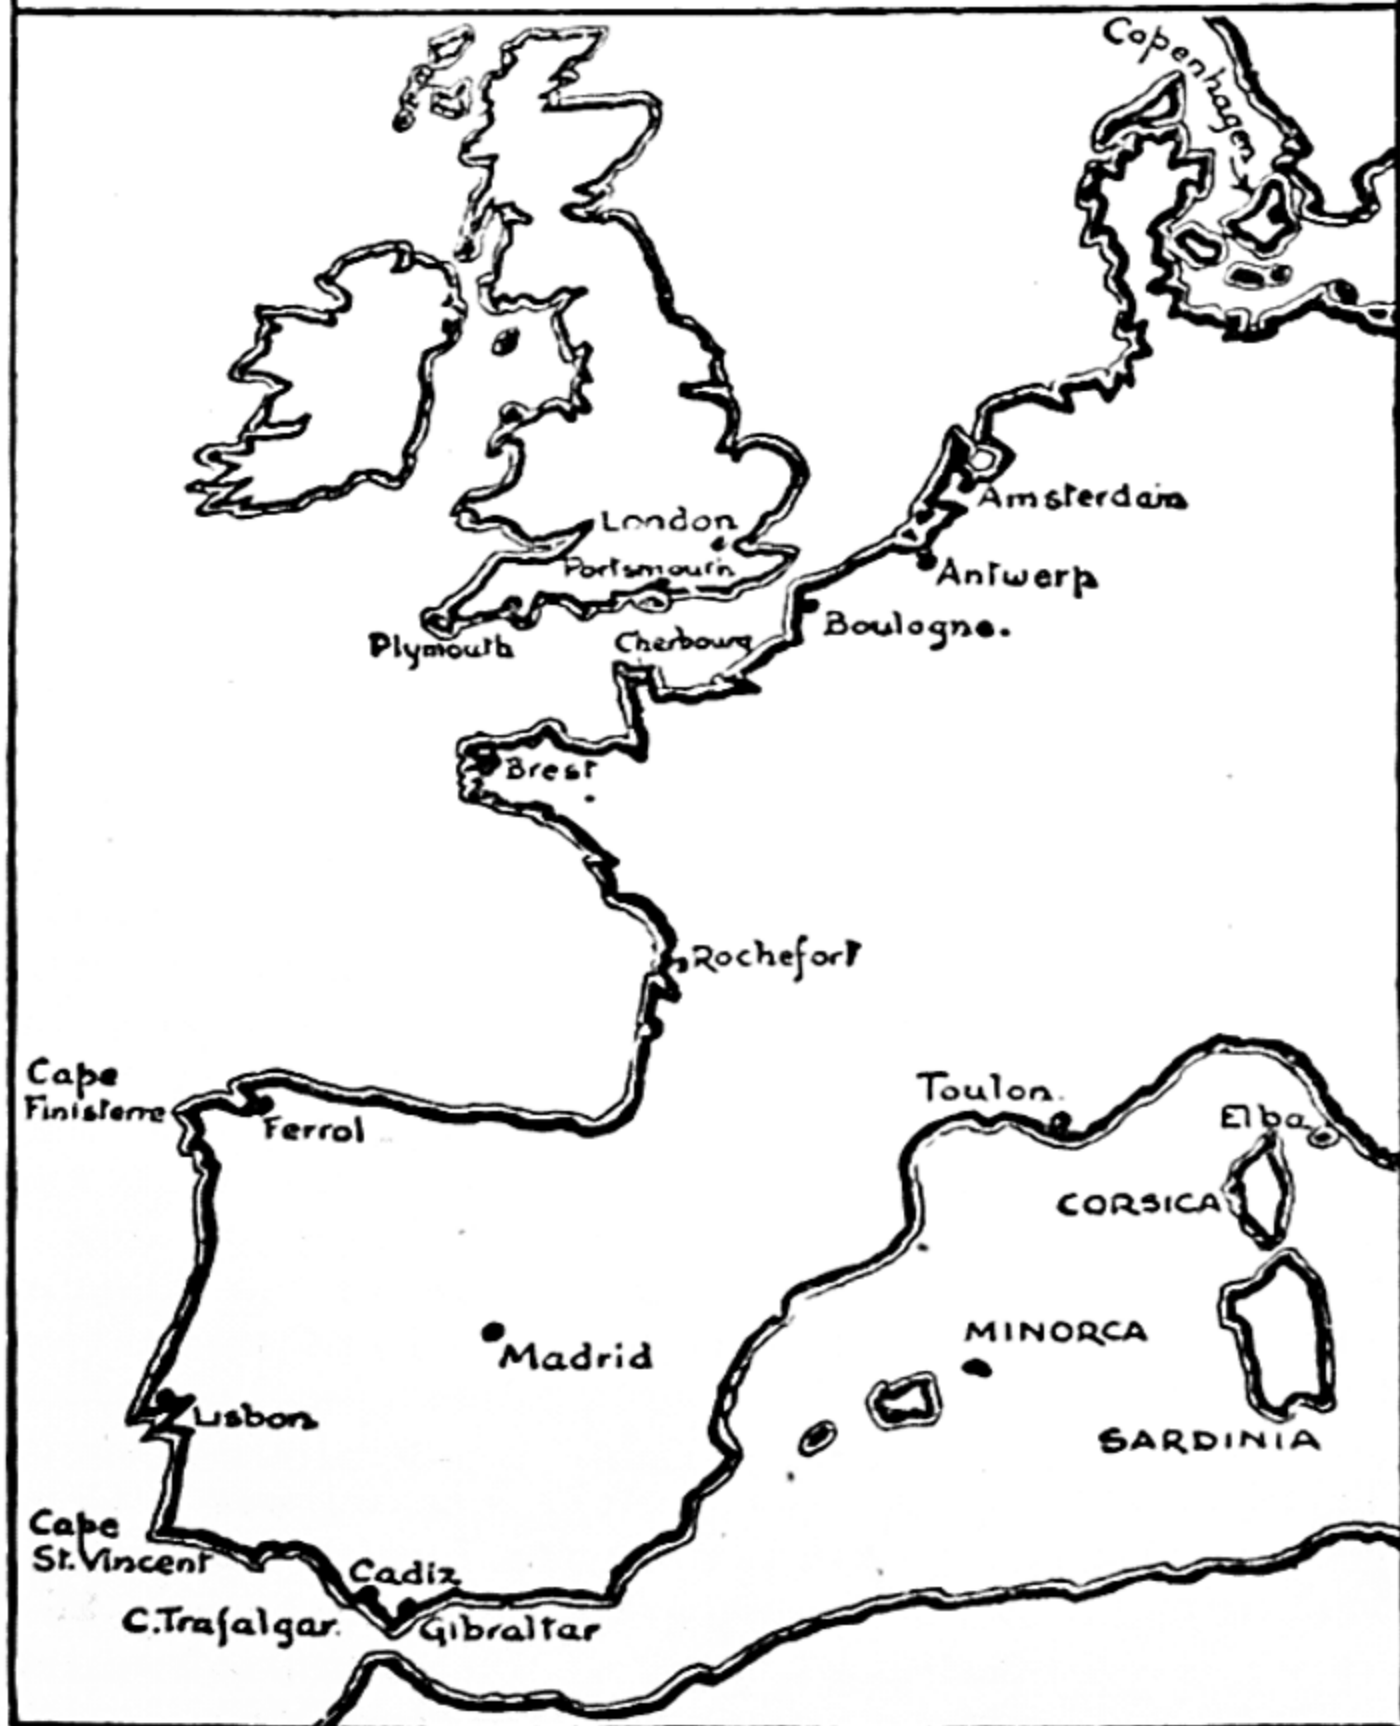 Copenhagen
Amsterdam
London
Portsmouth
Antwerp
Plymouth
Cherbourg
Boulogne.
Brest
Rochefort
Cape
Finisterre
Ferrol
Toulon.
Elba
CORSICA
MINORCA
Madrid
Lisbon
SARDINIA
Cape
St. Vincent
Cadiz
C. Trafalgar.
Gibraltar